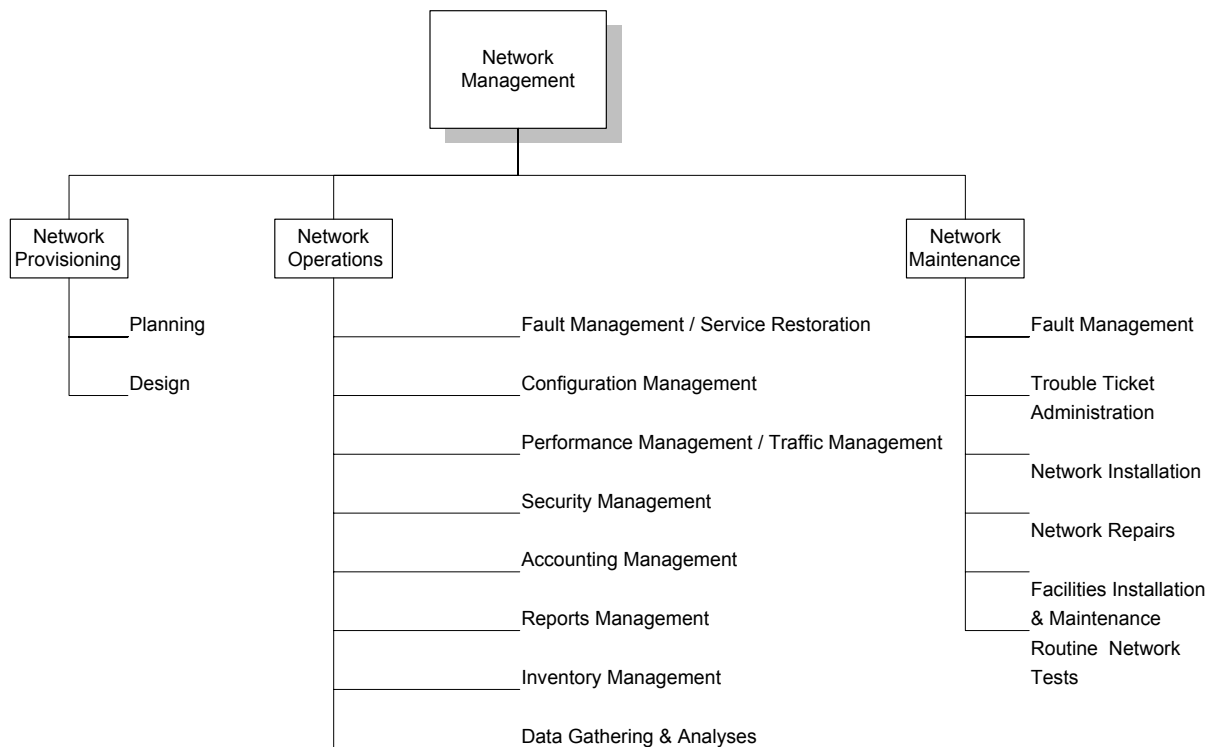 Network
Management
Network
Provisioning
Planning
Design
Network
Operations
Fault Management / Service Restoration
Configuration Management
Performance Management / Traffic Management
Security Management
Accounting Management
Reports Management
Inventory Management
Data Gathering & Analyses
Network
Maintenance
Fault Management
Trouble Ticket
Administration
Network Installation
Network Repairs
Facilities Installation
& Maintenance
Routine Network
Tests